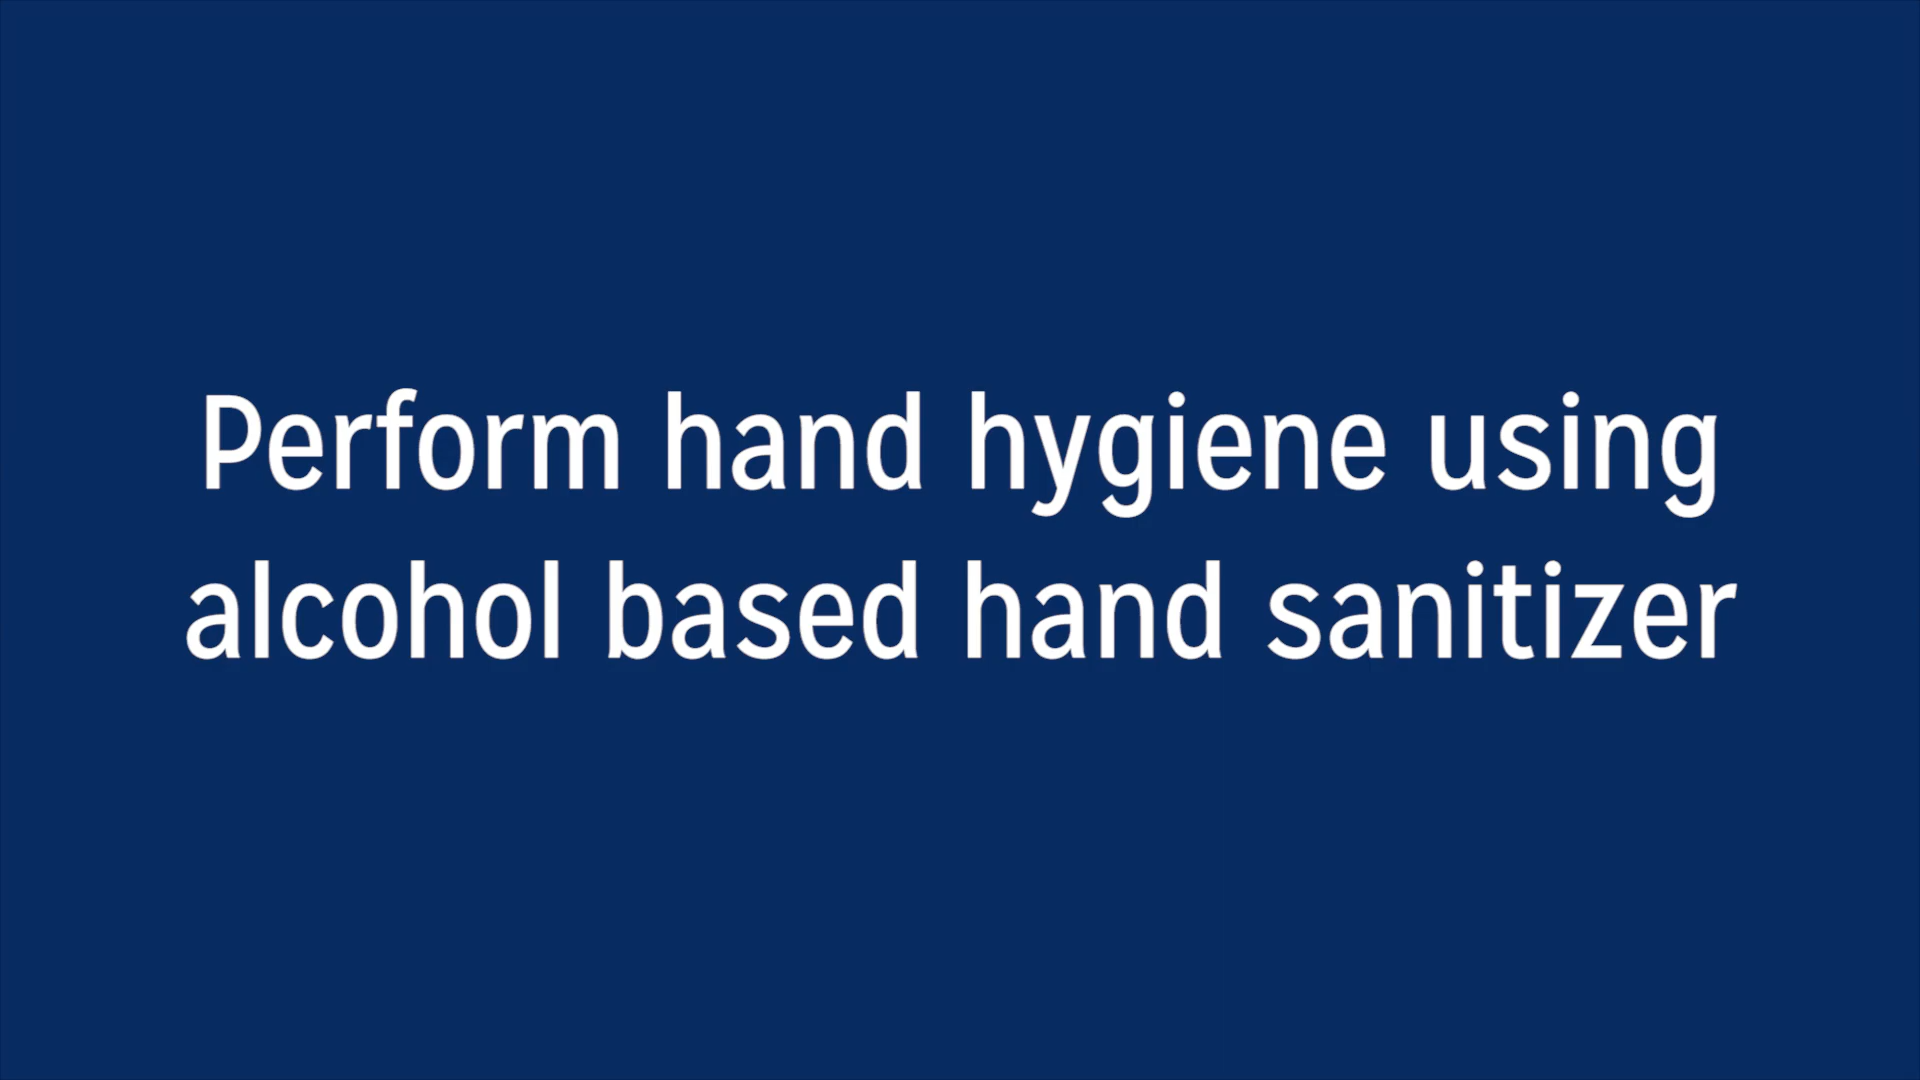 Perform hand hygiene using
alcohol based hand sanitizer